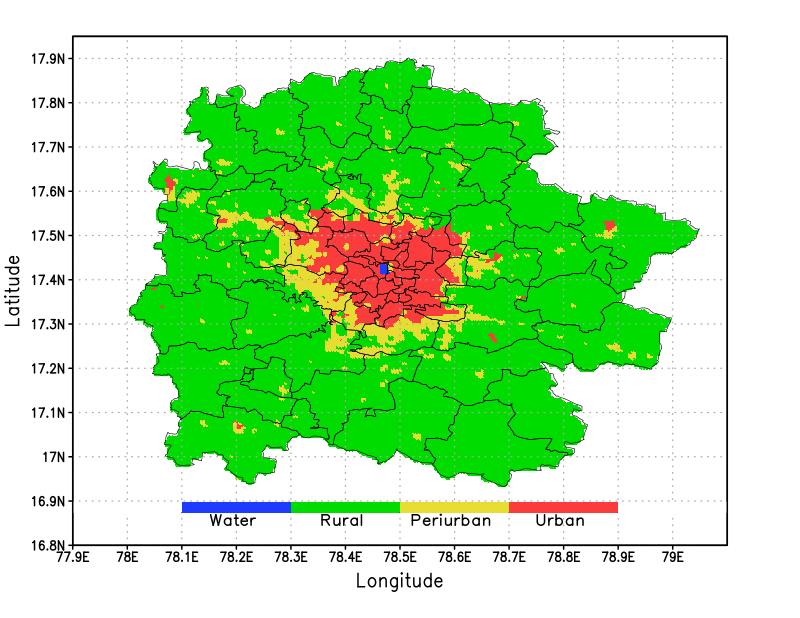 17.9N
17.8N
17.7N
17.6N
17.5N
17.4N
17.3N
17.2N
17.1N
17N
16.9N
16.8N
Latitude
Water Rural Periurban Urban
77.9E 78E 78.1E 78.2E 78.3E 78.4E 78.5E 78.6E 78.7E 78.8E 78.9E 79E
Longitude